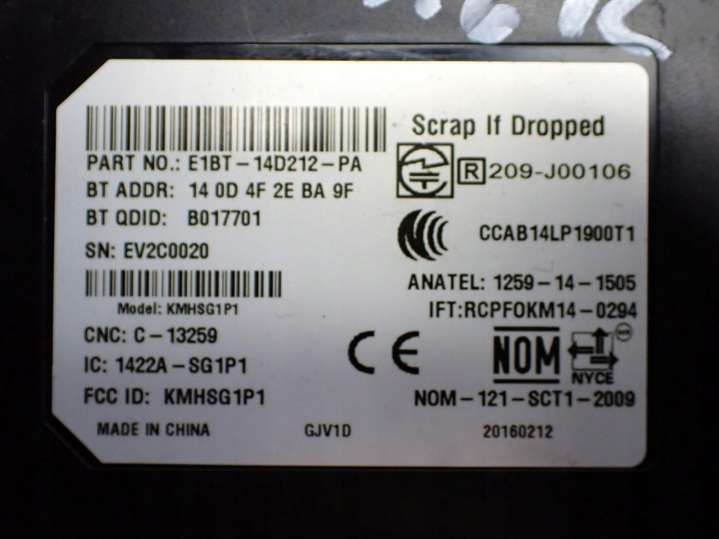 Scrap If Dropped
PART NO.: E1BT-14D212-PA
R 209-J00106
BT ADDR: 14 0D 4F 2E BA 9F
BT QDID: B017701
CCAB14LP1900T1
SN: EV2C0020
ANATEL: 1259-14-1505
Model: KMHSG1P1
IFT:RCPFOKM14-0294
CNC: C-13259
CE
NOM
NYCE
IC: 1422A-SG1P1
FCC ID: KMHSG1P1
NOM-121-SCT1-2009
MADE IN CHINA
GJV1D
20160212